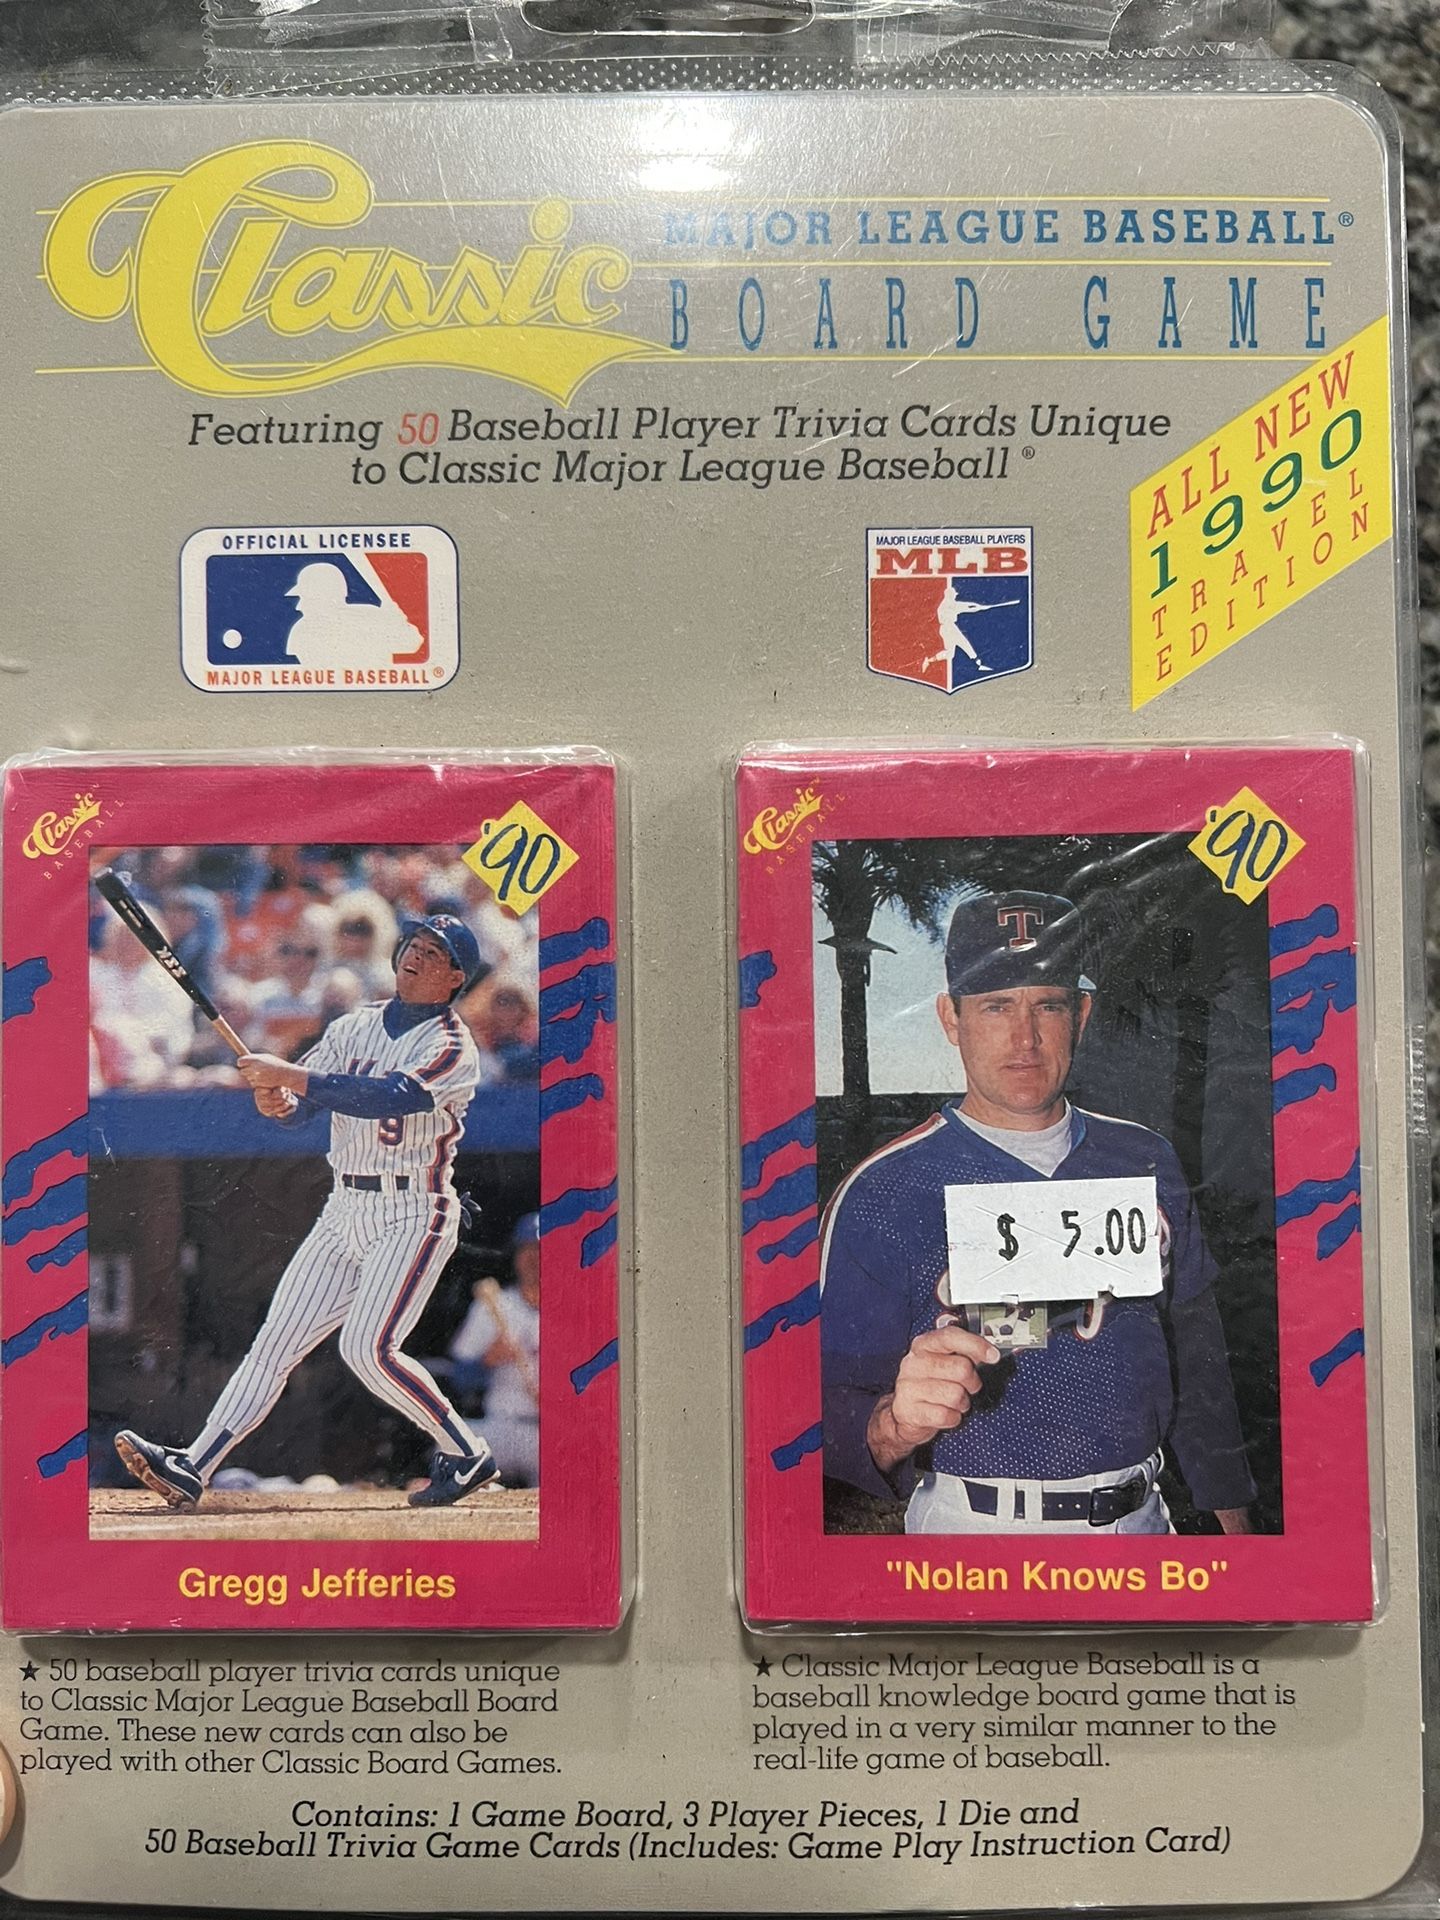 Classic
MAJOR LEAGUE BASEBALL®
BOARD GAME
Featuring 50 Baseball Player Trivia Cards Unique
to Classic Major League Baseball®
ALL NEW
1990
TRAVEL
EDITION
OFFICIAL LICENSEE
MAJOR LEAGUE BASEBALL®
MAJOR LEAGUE BASEBALL PLAYERS
MLB
Classic™
BASEBALL
'90
9
Gregg Jefferies
Classic™
BASEBALL
'90
T
$ 5.00
"Nolan Knows Bo"
★ 50 baseball player trivia cards unique
to Classic Major League Baseball Board
Game. These new cards can also be
played with other Classic Board Games.
★ Classic Major League Baseball is a
baseball knowledge board game that is
played in a very similar manner to the
real-life game of baseball.
Contains: 1 Game Board, 3 Player Pieces, 1 Die and
50 Baseball Trivia Game Cards (Includes: Game Play Instruction Card)